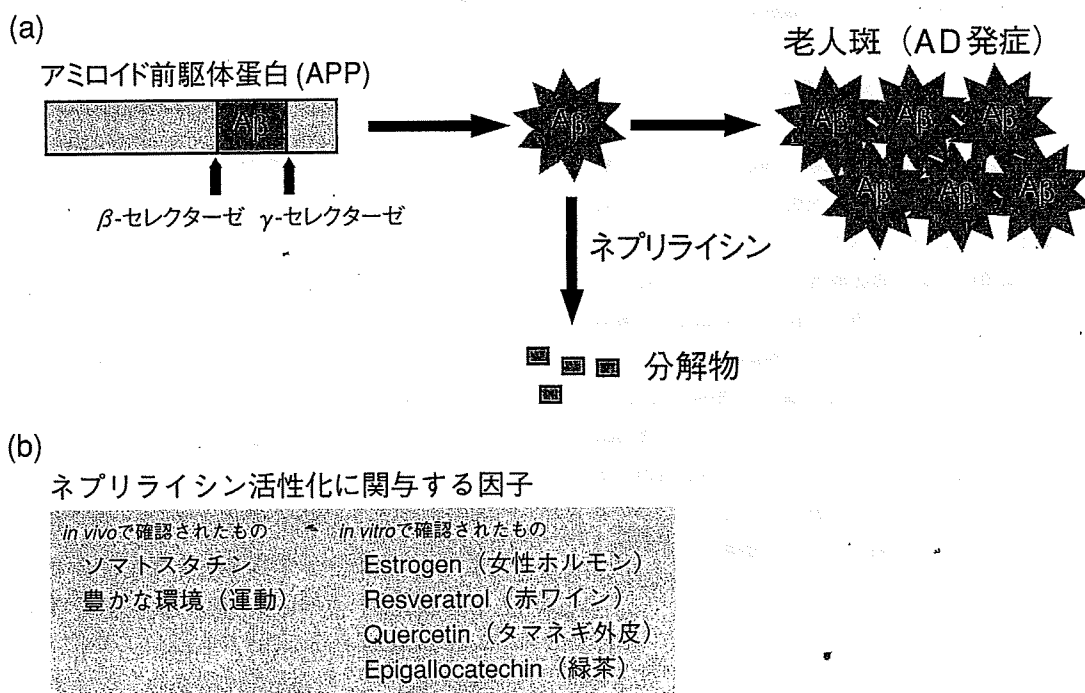 (a)
老人斑（AD発症）
アミロイド前駆体蛋白(APP)
Aβ
Aβ
Aβ Aβ Aβ
Aβ Aβ Aβ
β-セレクターゼ γ-セレクターゼ
ネプリライシン
分解物
(b)
ネプリライシン活性化に関与する因子
in vivoで確認されたもの
ソマトスタチン
豊かな環境（運動）
in vitroで確認されたもの
Estrogen（女性ホルモン）
Resveratrol（赤ワイン）
Quercetin（タマネギ外皮）
Epigallocatechin（緑茶）